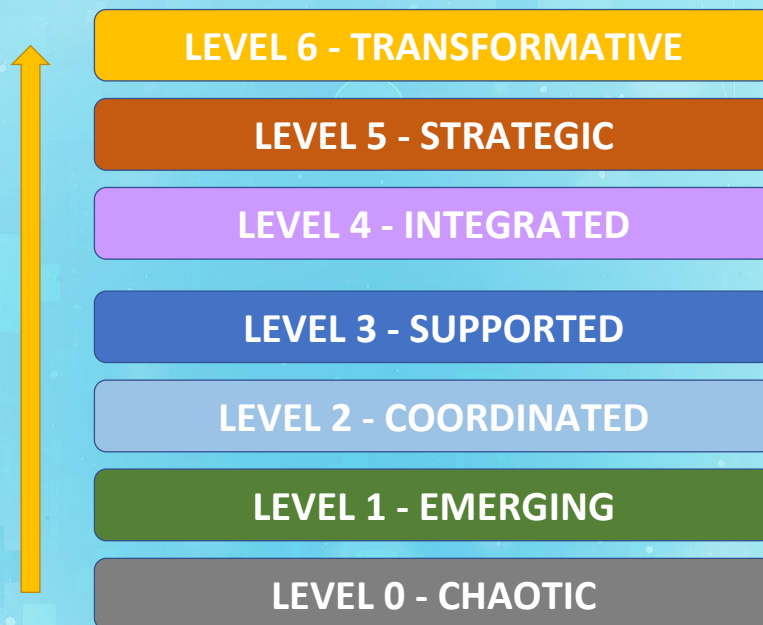 LEVEL 6 - TRANSFORMATIVE
LEVEL 5 - STRATEGIC
LEVEL 4 - INTEGRATED
LEVEL 3 - SUPPORTED
LEVEL 2 - COORDINATED
LEVEL 1 - EMERGING
LEVEL 0 - CHAOTIC